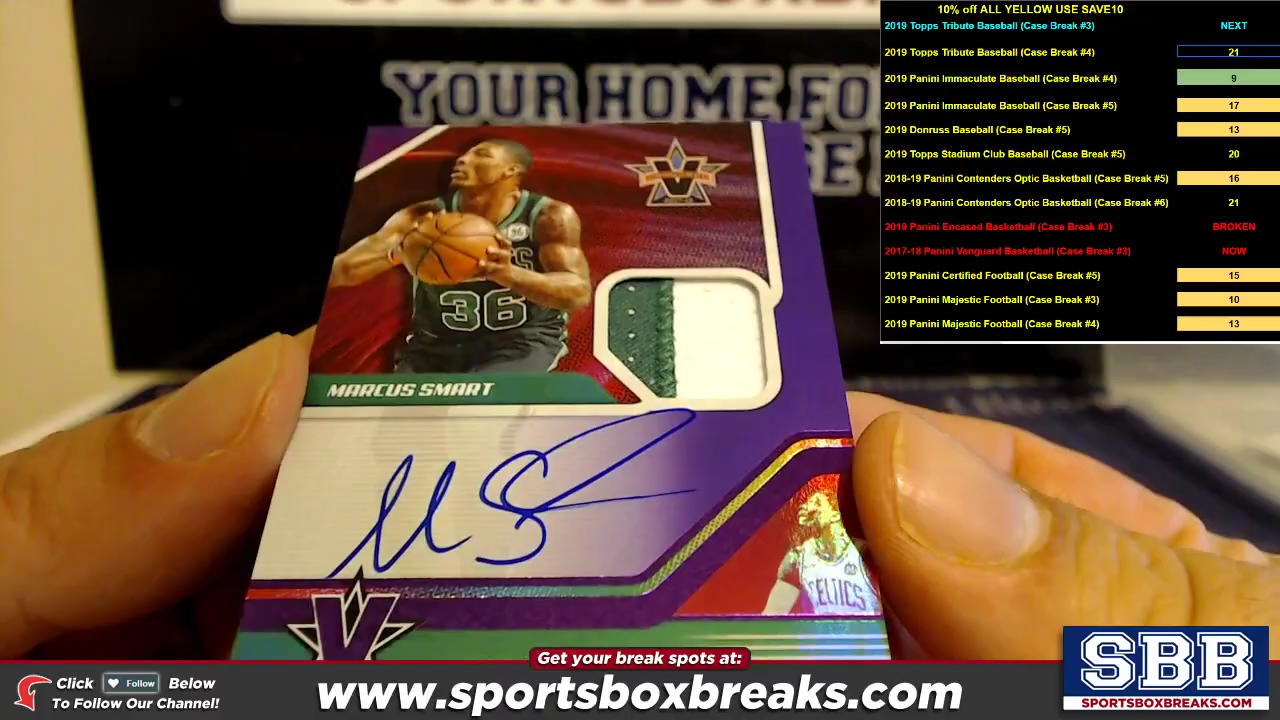 10% off ALL YELLOW USE SAVE10
2019 Topps Tribute Baseball (Case Break #3) NEXT
2019 Topps Tribute Baseball (Case Break #4) 21
2019 Panini Immaculate Baseball (Case Break #4) 9
2019 Panini Immaculate Baseball (Case Break #5) 17
2019 Donruss Baseball (Case Break #5) 13
2019 Topps Stadium Club Baseball (Case Break #5) 20
2018-19 Panini Contenders Optic Basketball (Case Break #5) 16
2018-19 Panini Contenders Optic Basketball (Case Break #6) 21
2019 Panini Encased Basketball (Case Break #3) BROKEN
2017-18 Panini Vanguard Basketball (Case Break #3) NOW
2019 Panini Certified Football (Case Break #5) 15
2019 Panini Majestic Football (Case Break #3) 10
2019 Panini Majestic Football (Case Break #4) 13
YOUR HOME FO
SE
V
36
MARCUS SMART
MS
CELTICS
V
Get your break spots at:
www.sportsboxbreaks.com
Click Follow Below
To Follow Our Channel!
SBB
SPORTSBOXBREAKS.COM